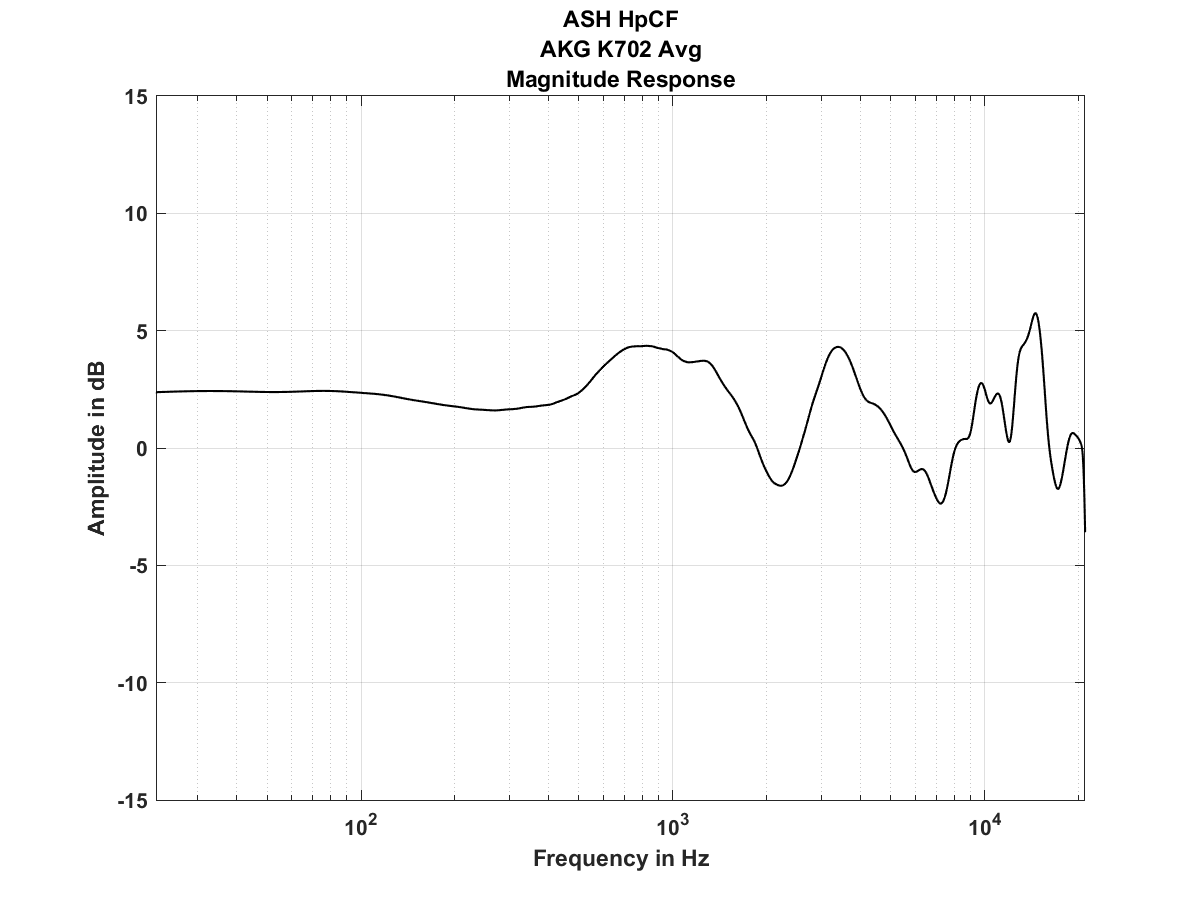 ASH HpCF
AKG K702 Avg
Magnitude Response
15
10
5
0
-5
-10
-15
Amplitude in dB
10²
10³
10⁴
Frequency in Hz